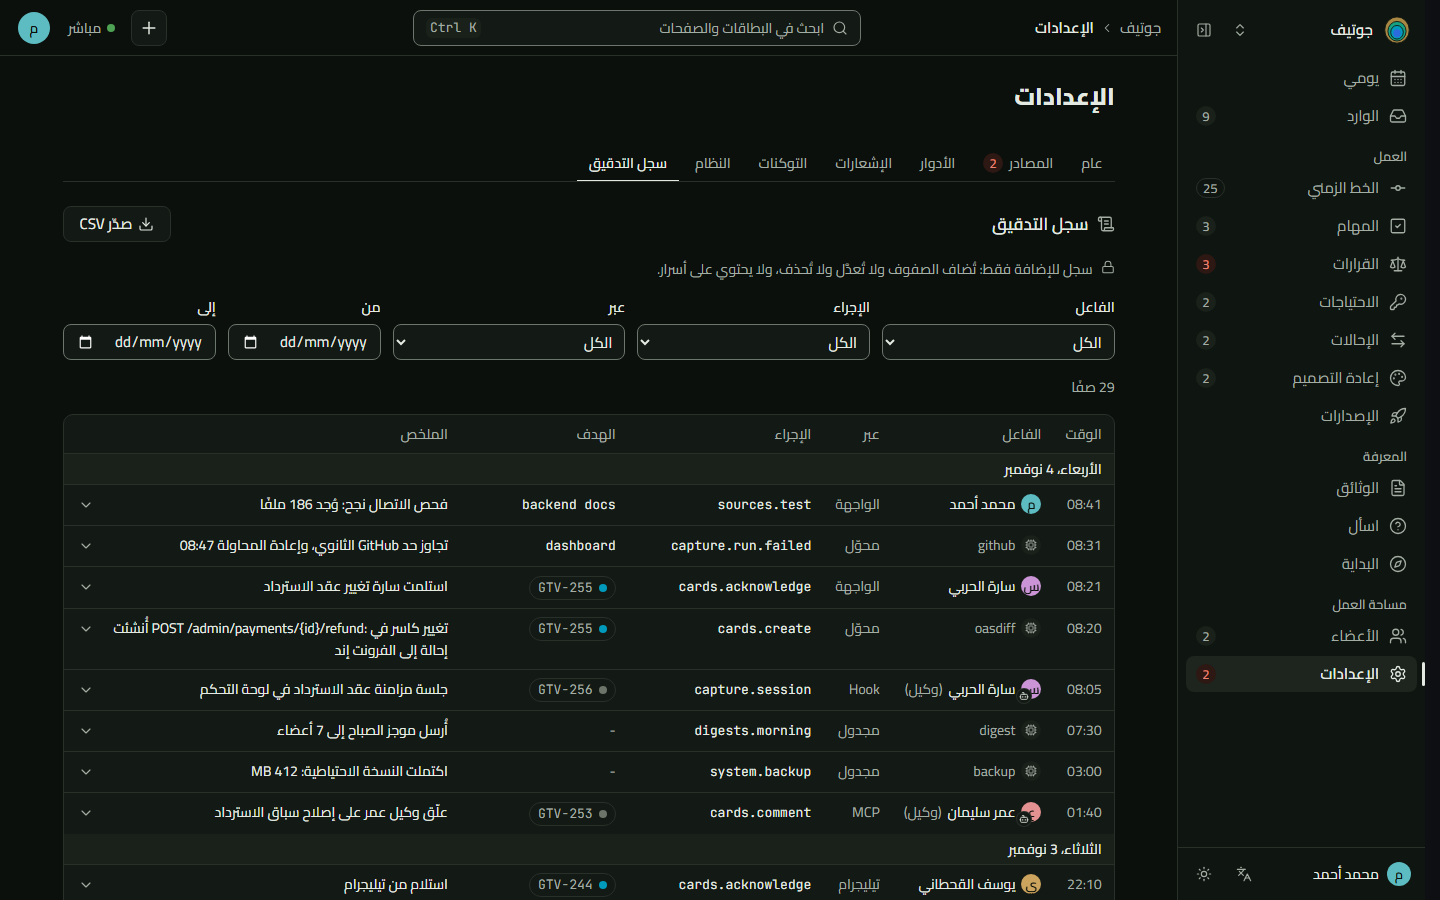 جوتيف
يومي
الوارد 9
العمل
الخط الزمني 25
المهام 3
القرارات 3
الاحتياجات 2
الإحالات 2
إعادة التصميم 2
الإصدارات
المعرفة
الوثائق
اسأل
البداية
مساحة العمل
الأعضاء 2
الإعدادات 2
محمد أحمد م
جوتيف الإعدادات
ابحث في البطاقات والصفحات Ctrl K
مباشر م
الإعدادات
عام المصادر 2 الأدوار الإشعارات التوكنات النظام سجل التدقيق
سجل التدقيق
صدّر CSV
سجل للإضافة فقط: تُضاف الصفوف ولا تُعدَّل ولا تُحذف، ولا يحتوي على أسرار.
الفاعل الإجراء عبر من إلى
الكل الكل الكل dd/mm/yyyy dd/mm/yyyy
29 صفًا
الوقت الفاعل عبر الإجراء الهدف الملخص
الأربعاء، 4 نوفمبر
08:41 م محمد أحمد الواجهة sources.test backend docs فحص الاتصال نجح: وُجد 186 ملفًا
08:31 github محوّل capture.run.failed dashboard تجاوز حد GitHub الثانوي، وإعادة المحاولة 08:47
08:21 س سارة الحربي الواجهة cards.acknowledge GTV-255 استلمت سارة تغيير عقد الاسترداد
08:20 oasdiff محوّل cards.create GTV-255 تغيير كاسر في POST /admin/payments/{id}/refund: أُنشئت
إحالة إلى الفرونت إند
08:05 س سارة الحربي (وكيل) Hook capture.session GTV-256 جلسة مزامنة عقد الاسترداد في لوحة التحكم
07:30 digest مجدول digests.morning - أُرسل موجز الصباح إلى 7 أعضاء
03:00 backup مجدول system.backup - اكتملت النسخة الاحتياطية: 412 MB
01:40 ع عمر سليمان (وكيل) MCP cards.comment GTV-253 علّق وكيل عمر على إصلاح سباق الاسترداد
الثلاثاء، 3 نوفمبر
22:10 ي يوسف القحطاني تيليجرام cards.acknowledge GTV-244 استلام من تيليجرام